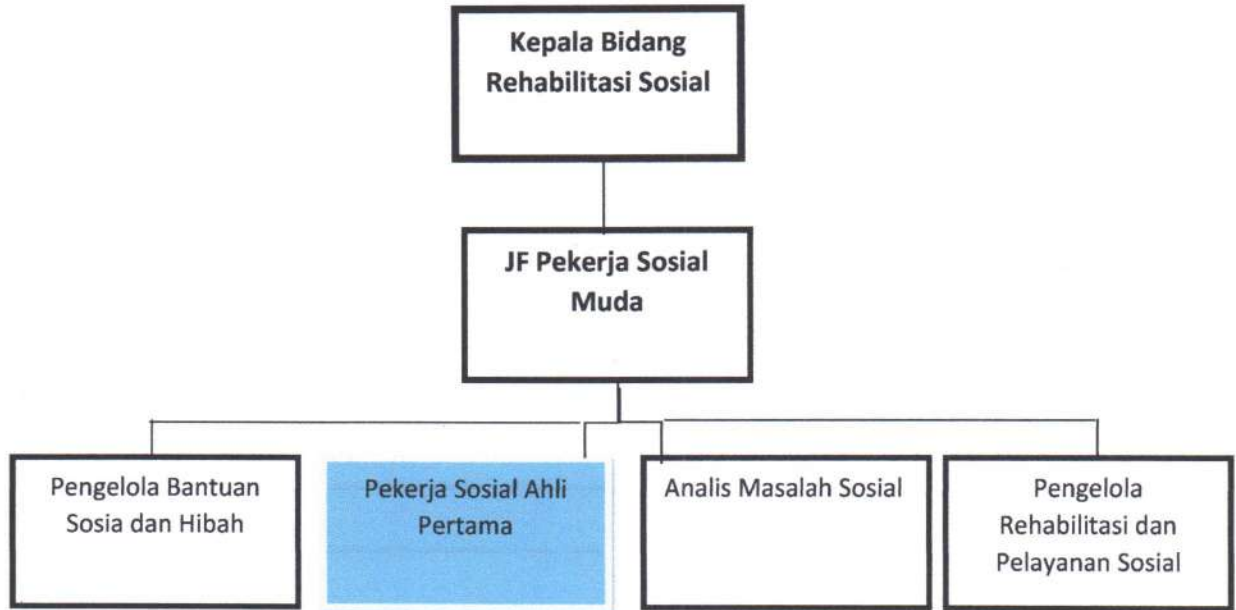 Kepala Bidang
Rehabilitasi Sosial
JF Pekerja Sosial
Muda
Pengelola Bantuan
Sosia dan Hibah
Pekerja Sosial Ahli
Pertama
Analis Masalah Sosial
Pengelola
Rehabilitasi dan
Pelayanan Sosial